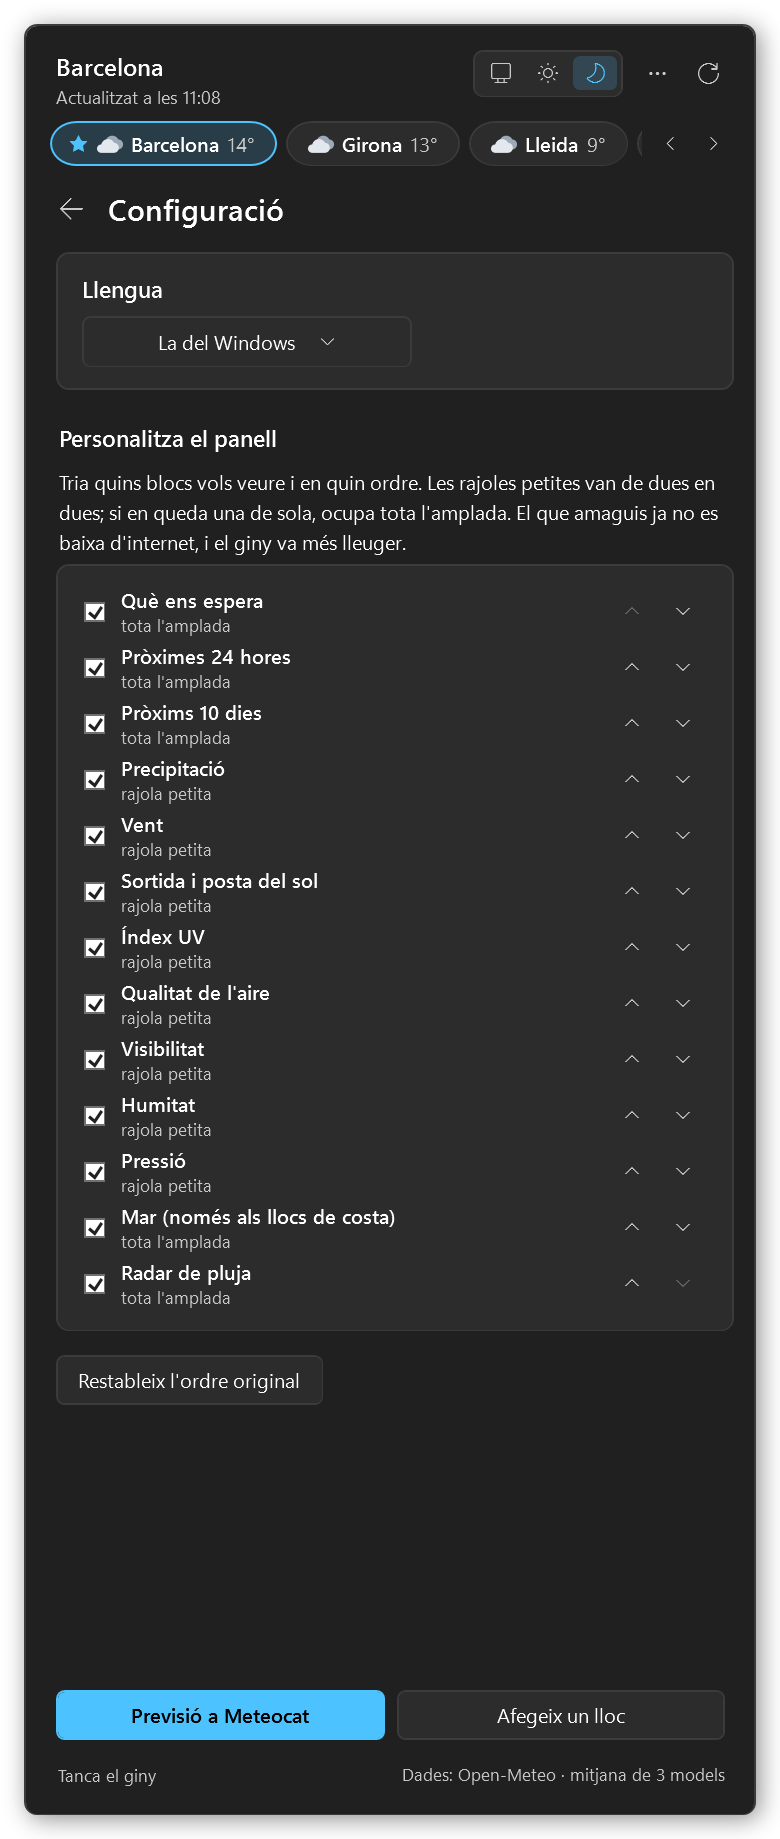 Barcelona
Actualitzat a les 11:08
Barcelona 14°
Girona 13°
Lleida 9°
Configuració
Llengua
La del Windows
Personalitza el panell
Tria quins blocs vols veure i en quin ordre. Les rajoles petites van de dues en
dues; si en queda una de sola, ocupa tota l'amplada. El que amaguis ja no es
baixa d'internet, i el giny va més lleuger.
Què ens espera
tota l'amplada
Pròximes 24 hores
tota l'amplada
Pròxims 10 dies
tota l'amplada
Precipitació
rajola petita
Vent
rajola petita
Sortida i posta del sol
rajola petita
Índex UV
rajola petita
Qualitat de l'aire
rajola petita
Visibilitat
rajola petita
Humitat
rajola petita
Pressió
rajola petita
Mar (només als llocs de costa)
tota l'amplada
Radar de pluja
tota l'amplada
Restableix l'ordre original
Previsió a Meteocat
Afegeix un lloc
Tanca el giny
Dades: Open-Meteo · mitjana de 3 models